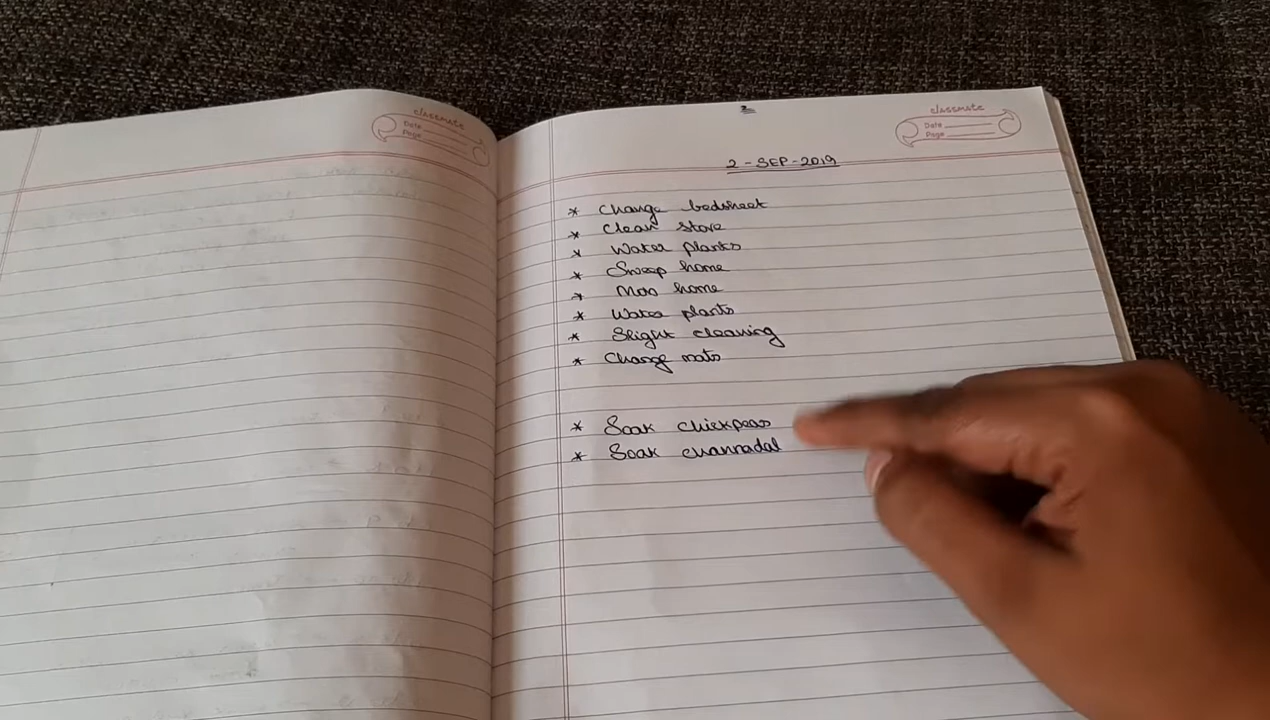 classmate
Date
Page
classmate
Date
Page
2-SEP-2019
* Change bedsheet
* Clean stove
* Water plants
* Sweep home
* Mop home
* Water plants
* Slight cleaning
* Change mats
* Soak chickpeas
* Soak channadal